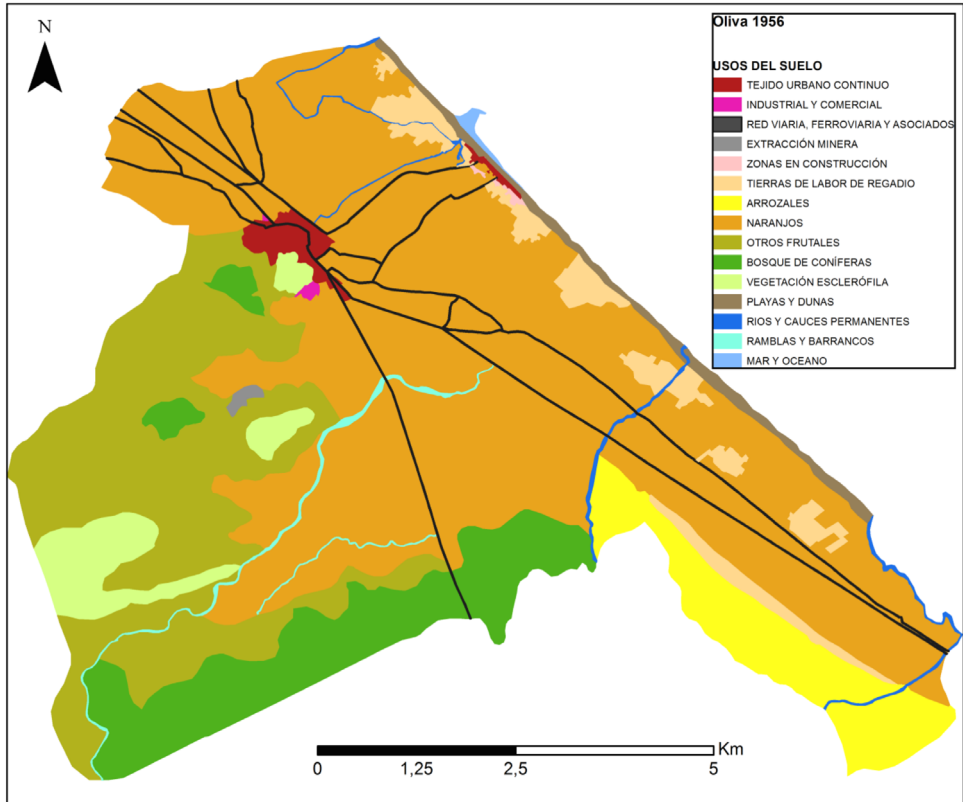 N
Oliva 1956
USOS DEL SUELO
TEJIDO URBANO CONTINUO
INDUSTRIAL Y COMERCIAL
RED VIARIA, FERROVIARIA Y ASOCIADOS
EXTRACCIÓN MINERA
ZONAS EN CONSTRUCCIÓN
TIERRAS DE LABOR DE REGADIO
ARROZALES
NARANJOS
OTROS FRUTALES
BOSQUE DE CONÍFERAS
VEGETACIÓN ESCLERÓFILA
PLAYAS Y DUNAS
RIOS Y CAUCES PERMANENTES
RAMBLAS Y BARRANCOS
MAR Y OCEANO
Km
0 1,25 2,5 5